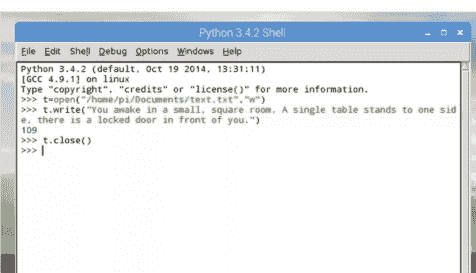 Python 3.4.2 Shell
File Edit Shell Debug Options Windows Help
Python 3.4.2 (default, Oct 19 2014, 13:31:11)
[GCC 4.9.1] on linux
Type "copyright", "credits" or "license()" for more information.
>>> t=open("/home/pi/Documents/text.txt","w")
>>> t.write("You awake in a small, square room. A single table stands to one sid
e, there is a locked door in front of you.")
109
>>> t.close()
>>>